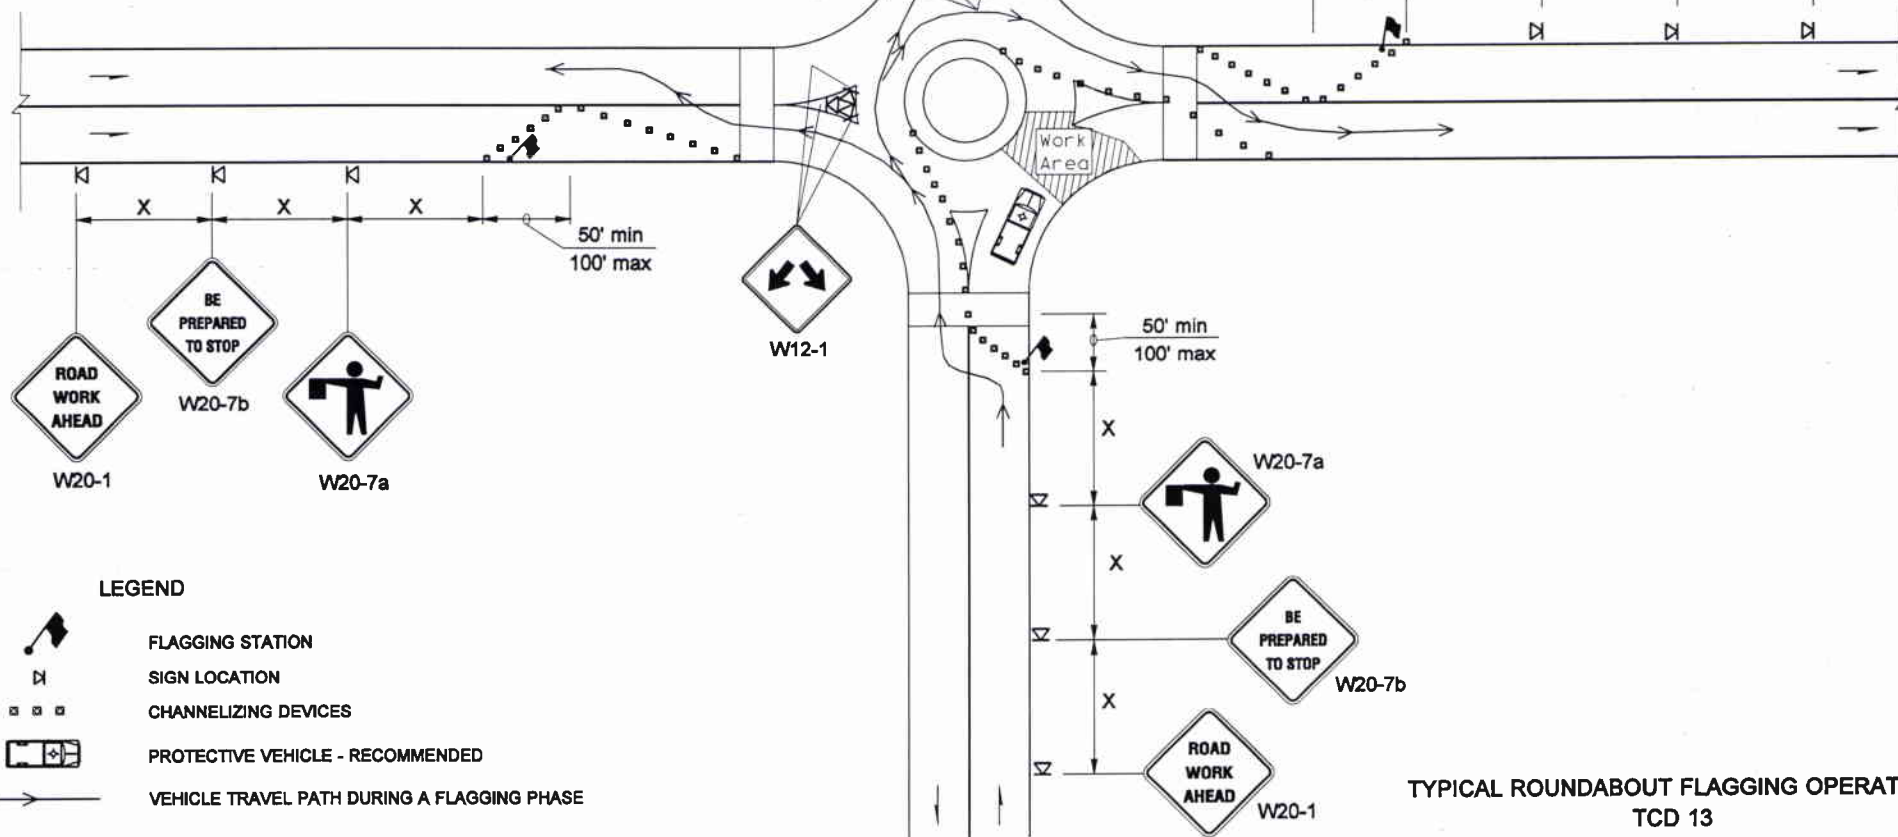 Work
Area
X
X
X
50' min
100' max
BE
PREPARED
TO STOP
W20-7b
ROAD
WORK
AHEAD
W20-1
W20-7a
W12-1
50' min
100' max
X
W20-7a
X
BE
PREPARED
TO STOP
W20-7b
X
ROAD
WORK
AHEAD
W20-1
LEGEND
FLAGGING STATION
SIGN LOCATION
CHANNELIZING DEVICES
PROTECTIVE VEHICLE - RECOMMENDED
VEHICLE TRAVEL PATH DURING A FLAGGING PHASE
TYPICAL ROUNDABOUT FLAGGING OPERAT
TCD 13